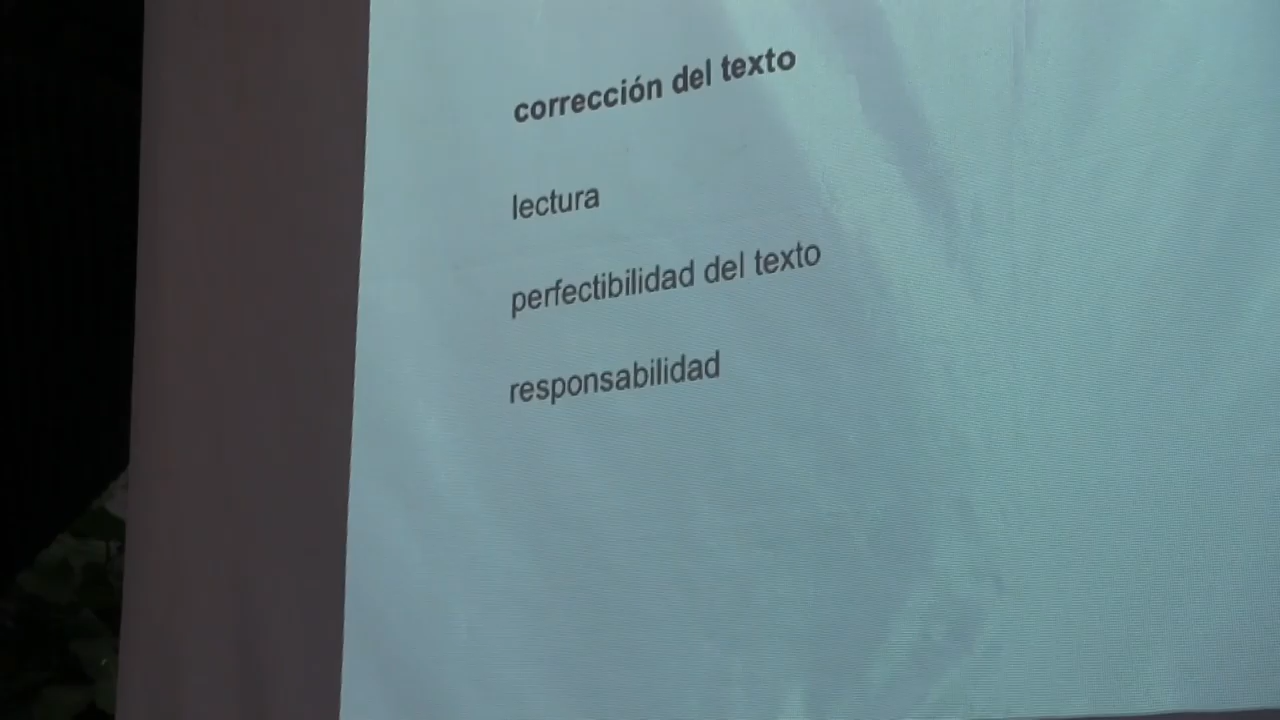 corrección del texto
lectura
perfectibilidad del texto
responsabilidad